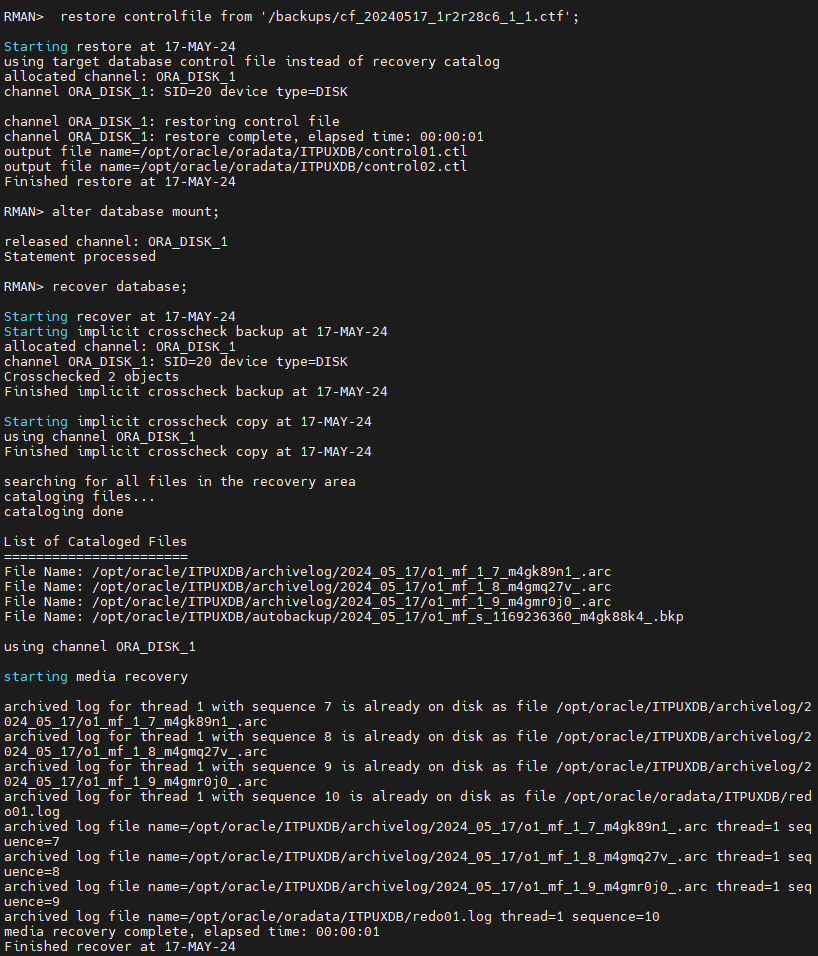 RMAN>  restore controlfile from '/backups/cf_20240517_1r2r28c6_1_1.ctf';
Starting restore at 17-MAY-24
using target database control file instead of recovery catalog
allocated channel: ORA_DISK_1
channel ORA_DISK_1: SID=20 device type=DISK
channel ORA_DISK_1: restoring control file
channel ORA_DISK_1: restore complete, elapsed time: 00:00:01
output file name=/opt/oracle/oradata/ITPUXDB/control01.ctl
output file name=/opt/oracle/oradata/ITPUXDB/control02.ctl
Finished restore at 17-MAY-24
RMAN> alter database mount;
released channel: ORA_DISK_1
Statement processed
RMAN> recover database;
Starting recover at 17-MAY-24
Starting implicit crosscheck backup at 17-MAY-24
allocated channel: ORA_DISK_1
channel ORA_DISK_1: SID=20 device type=DISK
Crosschecked 2 objects
Finished implicit crosscheck backup at 17-MAY-24
Starting implicit crosscheck copy at 17-MAY-24
using channel ORA_DISK_1
Finished implicit crosscheck copy at 17-MAY-24
searching for all files in the recovery area
cataloging files...
cataloging done
List of Cataloged Files
=======================
File Name: /opt/oracle/ITPUXDB/archivelog/2024_05_17/o1_mf_1_7_m4gk89n1_.arc
File Name: /opt/oracle/ITPUXDB/archivelog/2024_05_17/o1_mf_1_8_m4gmq27v_.arc
File Name: /opt/oracle/ITPUXDB/archivelog/2024_05_17/o1_mf_1_9_m4gmr0j0_.arc
File Name: /opt/oracle/ITPUXDB/autobackup/2024_05_17/o1_mf_s_1169236360_m4gk88k4_.bkp
using channel ORA_DISK_1
starting media recovery
archived log for thread 1 with sequence 7 is already on disk as file /opt/oracle/ITPUXDB/archivelog/2
024_05_17/o1_mf_1_7_m4gk89n1_.arc
archived log for thread 1 with sequence 8 is already on disk as file /opt/oracle/ITPUXDB/archivelog/2
024_05_17/o1_mf_1_8_m4gmq27v_.arc
archived log for thread 1 with sequence 9 is already on disk as file /opt/oracle/ITPUXDB/archivelog/2
024_05_17/o1_mf_1_9_m4gmr0j0_.arc
archived log for thread 1 with sequence 10 is already on disk as file /opt/oracle/oradata/ITPUXDB/red
o01.log
archived log file name=/opt/oracle/ITPUXDB/archivelog/2024_05_17/o1_mf_1_7_m4gk89n1_.arc thread=1 seq
uence=7
archived log file name=/opt/oracle/ITPUXDB/archivelog/2024_05_17/o1_mf_1_8_m4gmq27v_.arc thread=1 seq
uence=8
archived log file name=/opt/oracle/ITPUXDB/archivelog/2024_05_17/o1_mf_1_9_m4gmr0j0_.arc thread=1 seq
uence=9
archived log file name=/opt/oracle/oradata/ITPUXDB/redo01.log thread=1 sequence=10
media recovery complete, elapsed time: 00:00:01
Finished recover at 17-MAY-24